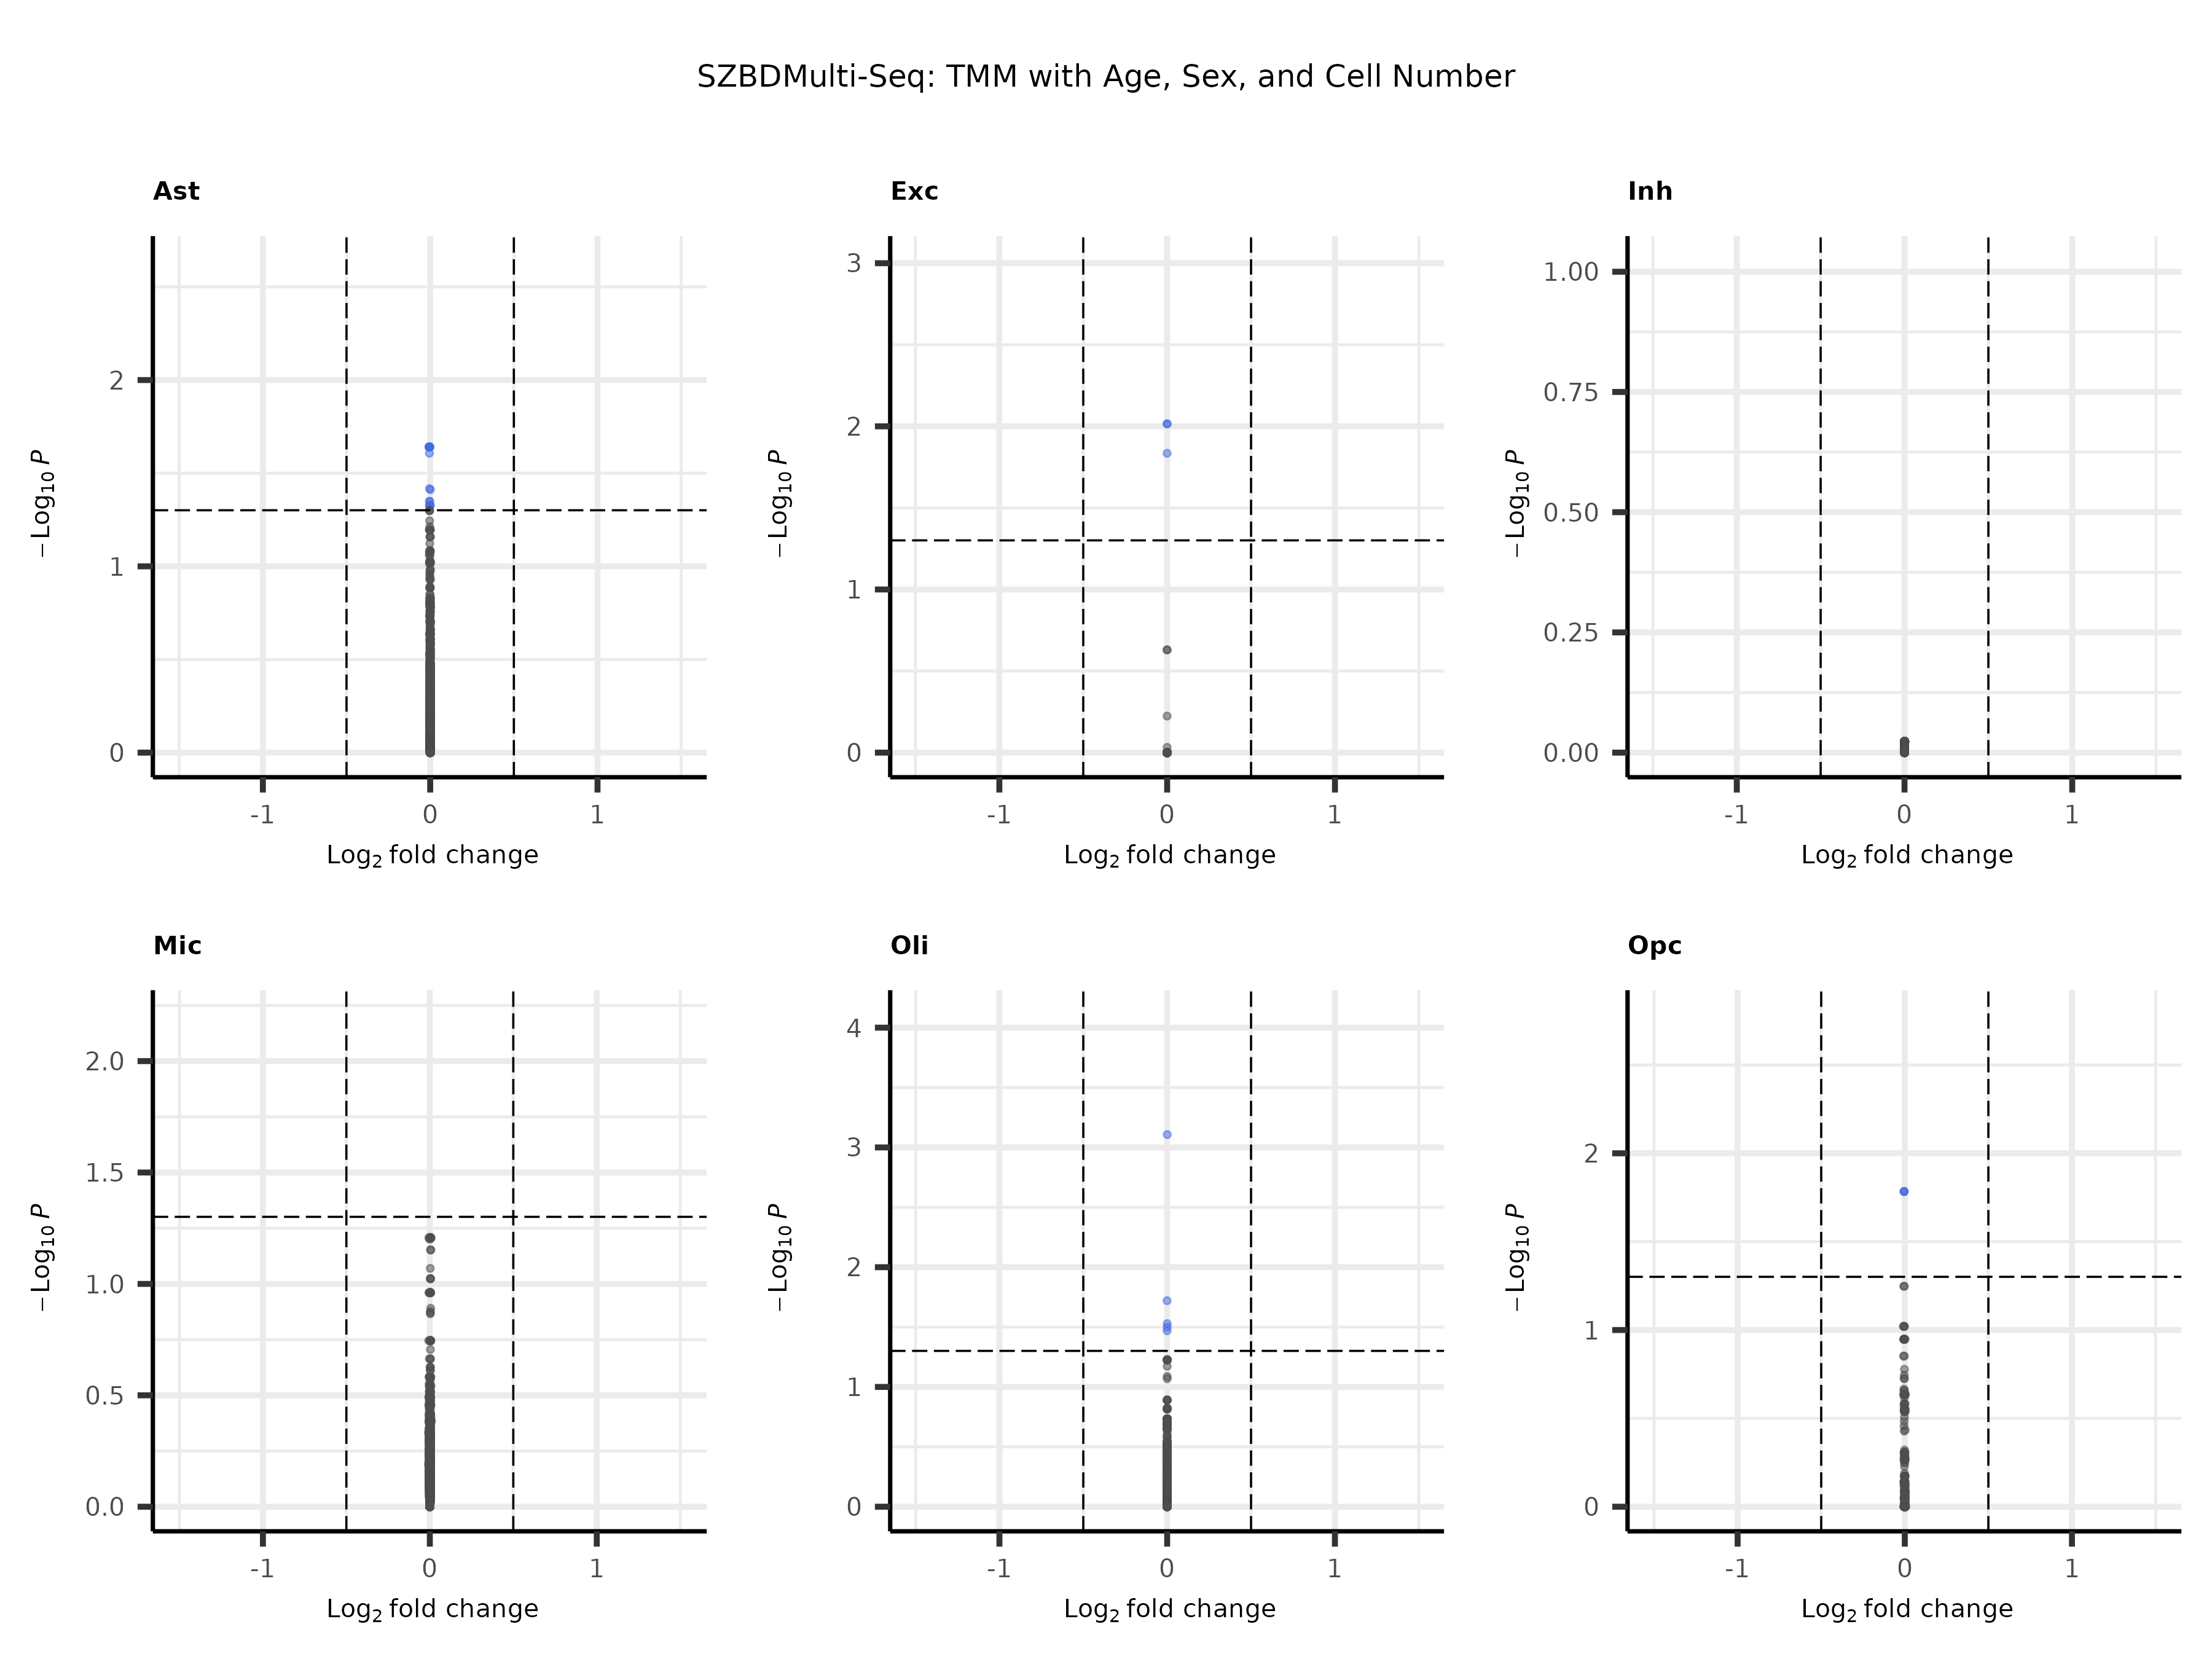 SZBDMulti-Seq: TMM with Age, Sex, and Cell Number
Ast
−Log10 P
2
1
0
-1 0 1
Log2 fold change
Exc
−Log10 P
3
2
1
0
-1 0 1
Log2 fold change
Inh
−Log10 P
1.00
0.75
0.50
0.25
0.00
-1 0 1
Log2 fold change
Mic
−Log10 P
2.0
1.5
1.0
0.5
0.0
-1 0 1
Log2 fold change
Oli
−Log10 P
4
3
2
1
0
-1 0 1
Log2 fold change
Opc
−Log10 P
2
1
0
-1 0 1
Log2 fold change